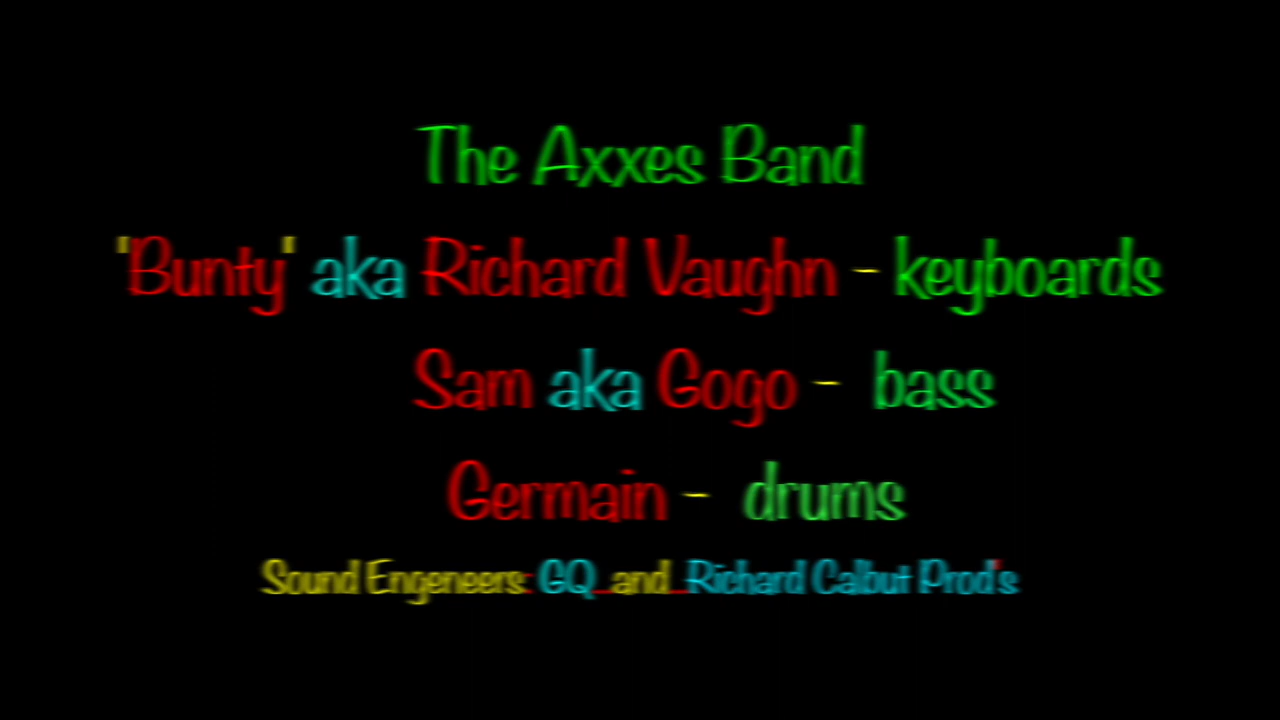 The Axxes Band
"Bunty" aka Richard Vaughn - keyboards
Sam aka Gogo - bass
Germain - drums
Sound Engeneers: GQ and Richard Calbut Prod's